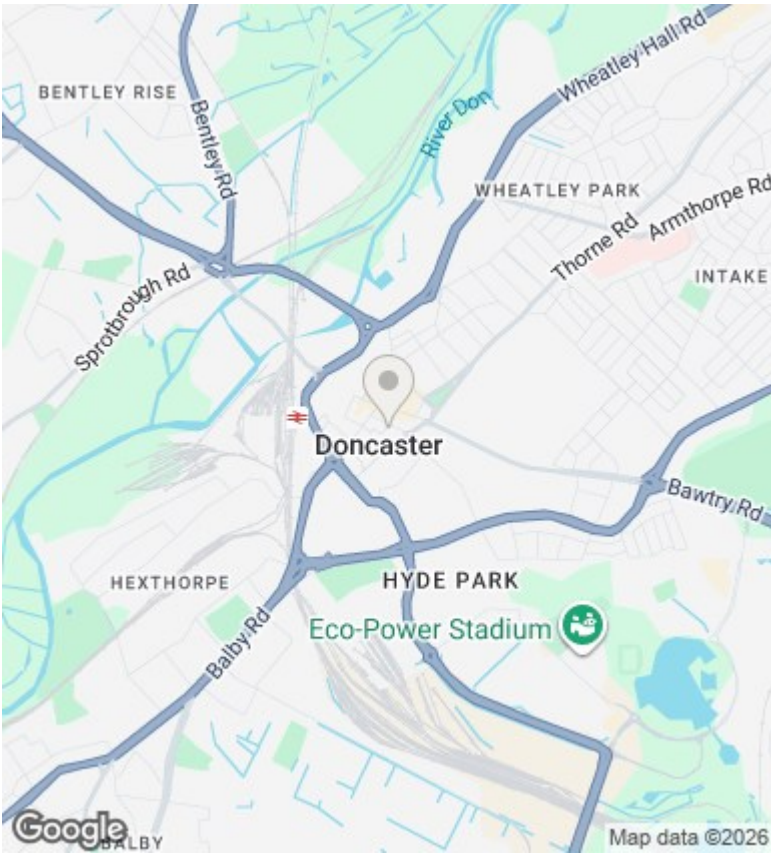 Wheatley Hall Rd
BENTLEY RISE
Bentley Rd
River Don
WHEATLEY PARK
Armthorpe Rd
Thorne Rd
INTAKE
Sprotbrough Rd
Doncaster
Bawtry Rd
HEXTHORPE
HYDE PARK
Eco-Power Stadium
Balby Rd
Google
BALBY
Map data ©2026